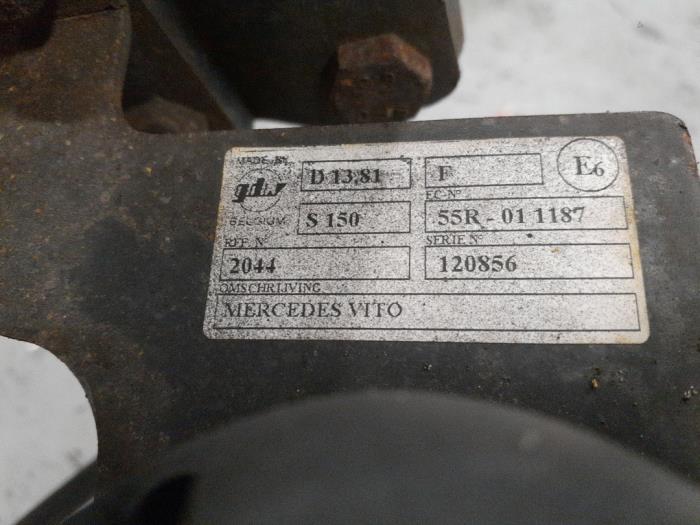 MADE BY
gdw
BELGIUM
D 13,81
F
E6
S 150
EC N°
55R - 01 1187
REF. N°
2044
SERIE N°
120856
OMSCHRIJVING
MERCEDES VITO